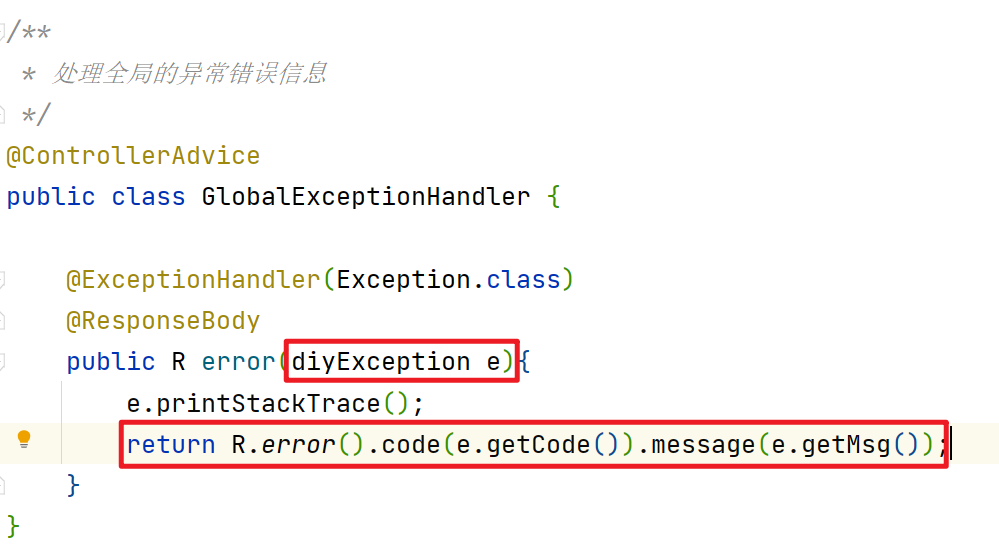 /**
 * 处理全局的异常错误信息
 */
@ControllerAdvice
public class GlobalExceptionHandler {
    @ExceptionHandler(Exception.class)
    @ResponseBody
    public R error(diyException e){
        e.printStackTrace();
        return R.error().code(e.getCode()).message(e.getMsg());
    }
}